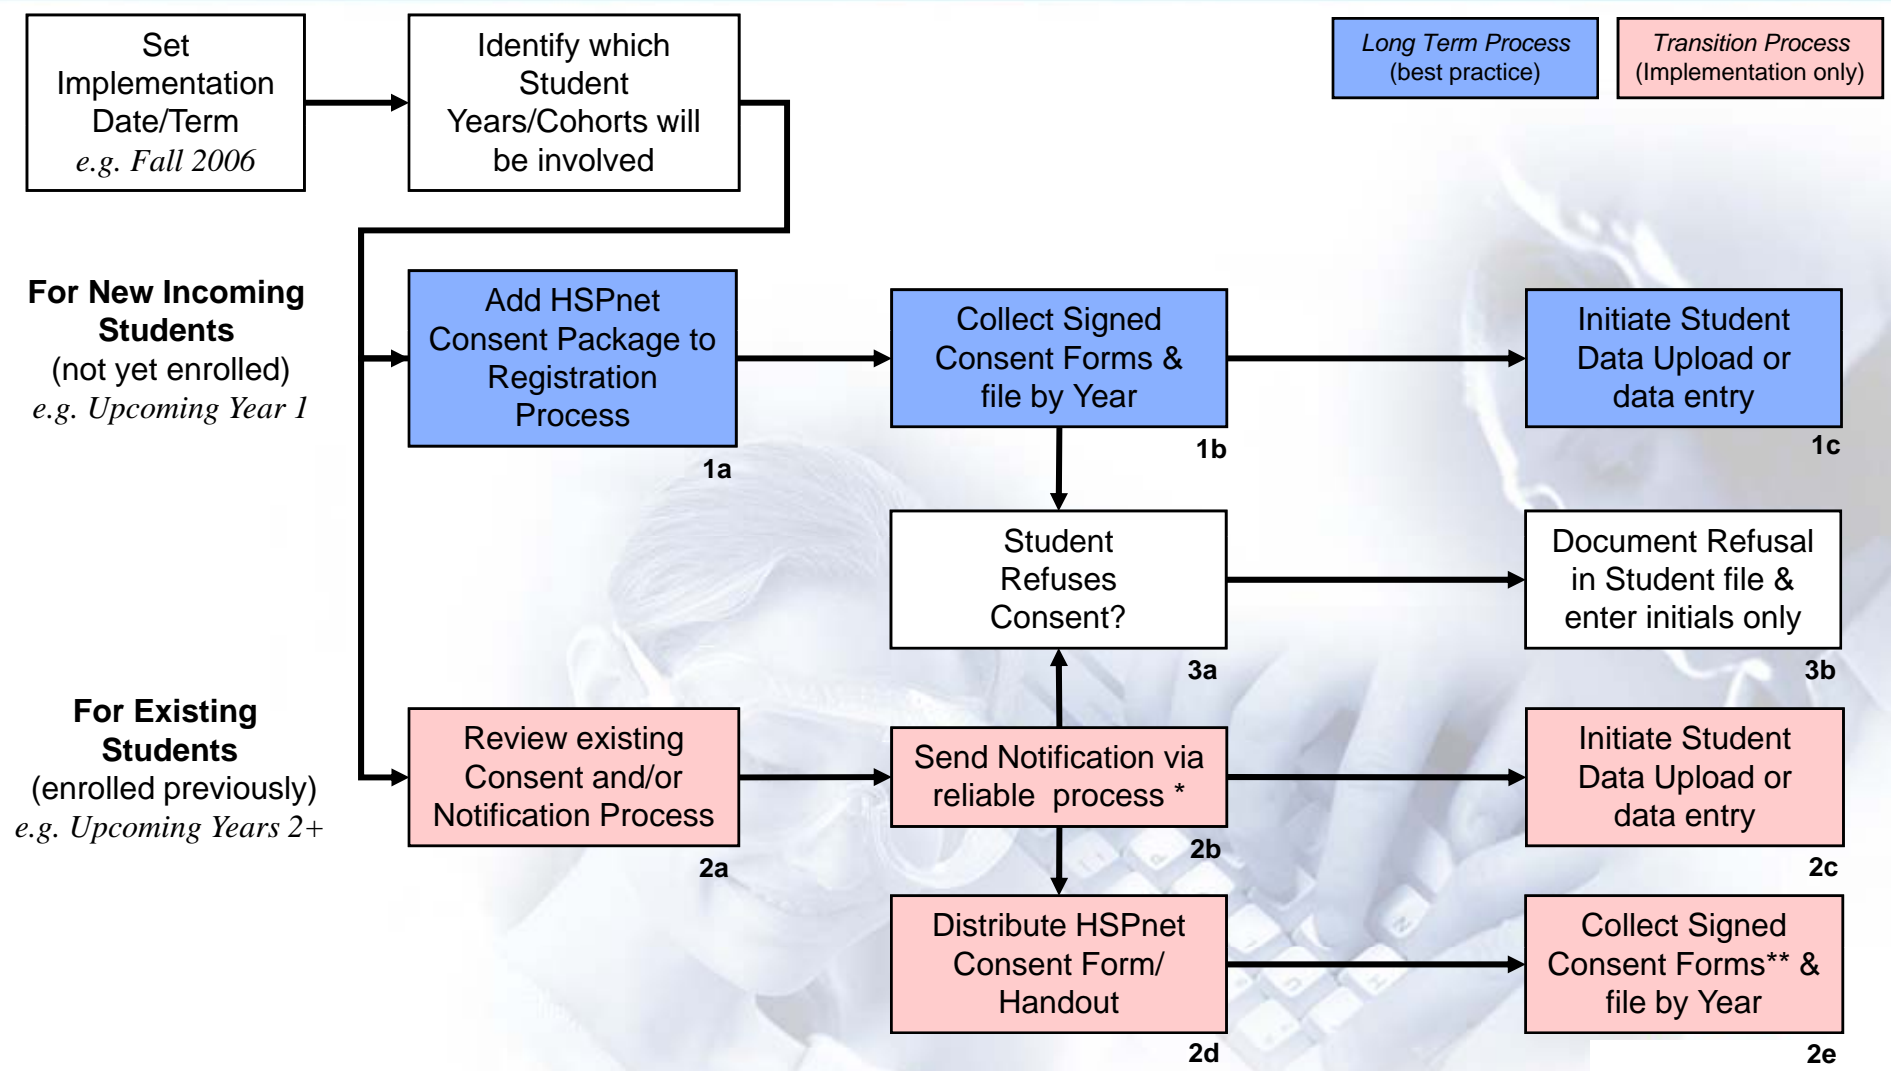 Set
Implementation
Date/Term
e.g. Fall 2006
Identify which
Student
Years/Cohorts will
be involved
Long Term Process
(best practice)
Transition Process
(Implementation only)
For New Incoming
Students
(not yet enrolled)
e.g. Upcoming Year 1
Add HSPnet
Consent Package to
Registration
Process
1a
Collect Signed
Consent Forms &
file by Year
1b
Initiate Student
Data Upload or
data entry
1c
Student
Refuses
Consent?
3a
Document Refusal
in Student file &
enter initials only
3b
For Existing
Students
(enrolled previously)
e.g. Upcoming Years 2+
Review existing
Consent and/or
Notification Process
2a
Send Notification via
reliable process *
2b
Initiate Student
Data Upload or
data entry
2c
Distribute HSPnet
Consent Form/
Handout
2d
Collect Signed
Consent Forms** &
file by Year
2e